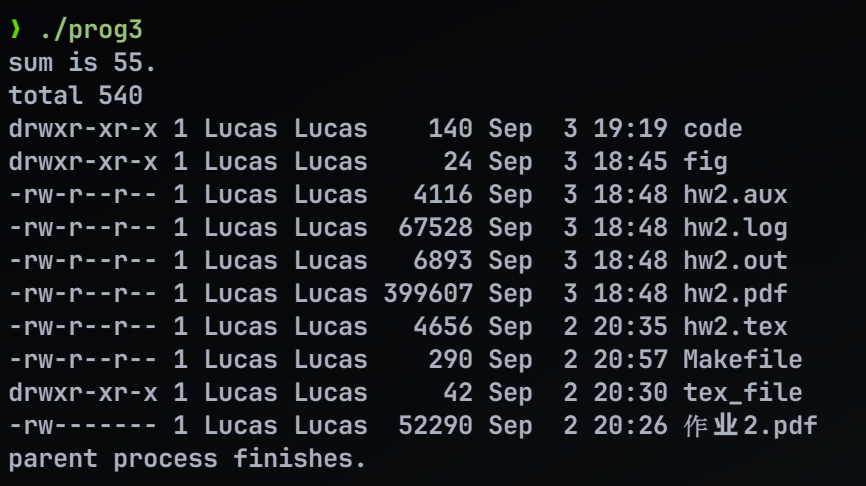 ❯ ./prog3
sum is 55.
total 540
drwxr-xr-x 1 Lucas Lucas    140 Sep  3 19:19 code
drwxr-xr-x 1 Lucas Lucas     24 Sep  3 18:45 fig
-rw-r--r-- 1 Lucas Lucas   4116 Sep  3 18:48 hw2.aux
-rw-r--r-- 1 Lucas Lucas  67528 Sep  3 18:48 hw2.log
-rw-r--r-- 1 Lucas Lucas   6893 Sep  3 18:48 hw2.out
-rw-r--r-- 1 Lucas Lucas 399607 Sep  3 18:48 hw2.pdf
-rw-r--r-- 1 Lucas Lucas   4656 Sep  2 20:35 hw2.tex
-rw-r--r-- 1 Lucas Lucas    290 Sep  2 20:57 Makefile
drwxr-xr-x 1 Lucas Lucas     42 Sep  2 20:30 tex_file
-rw------- 1 Lucas Lucas  52290 Sep  2 20:26 作业2.pdf
parent process finishes.